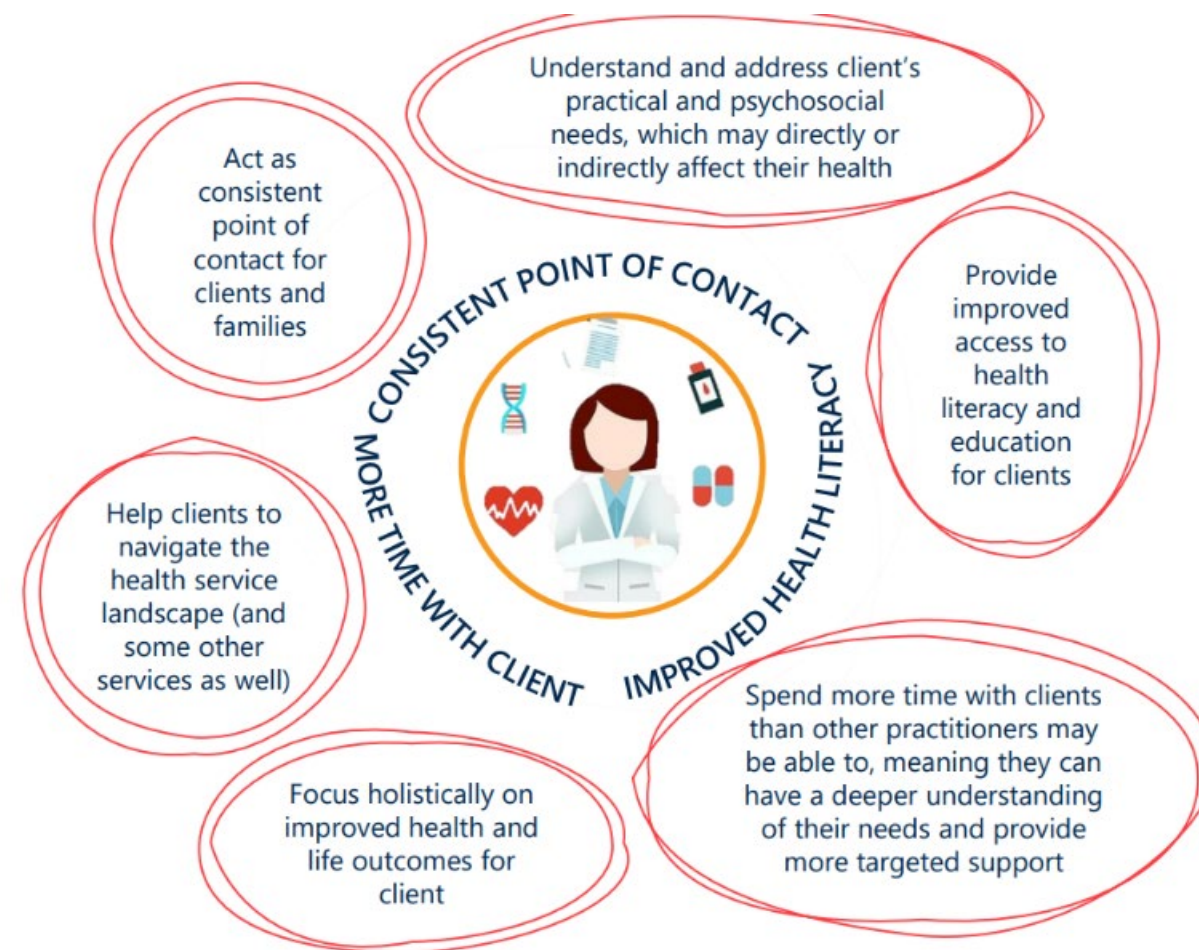 Understand and address client's
practical and psychosocial
needs, which may directly or
indirectly affect their health
Act as
consistent
point of
contact for
clients and
families
CONSISTENT POINT OF CONTACT
Provide
improved
access to
health
literacy and
education
for clients
MORE TIME WITH CLIENT
IMPROVED HEALTH LITERACY
Help clients to
navigate the
health service
landscape (and
some other
services as well)
Spend more time with clients
than other practitioners may
be able to, meaning they can
have a deeper understanding
of their needs and provide
more targeted support
Focus holistically on
improved health and
life outcomes for
client